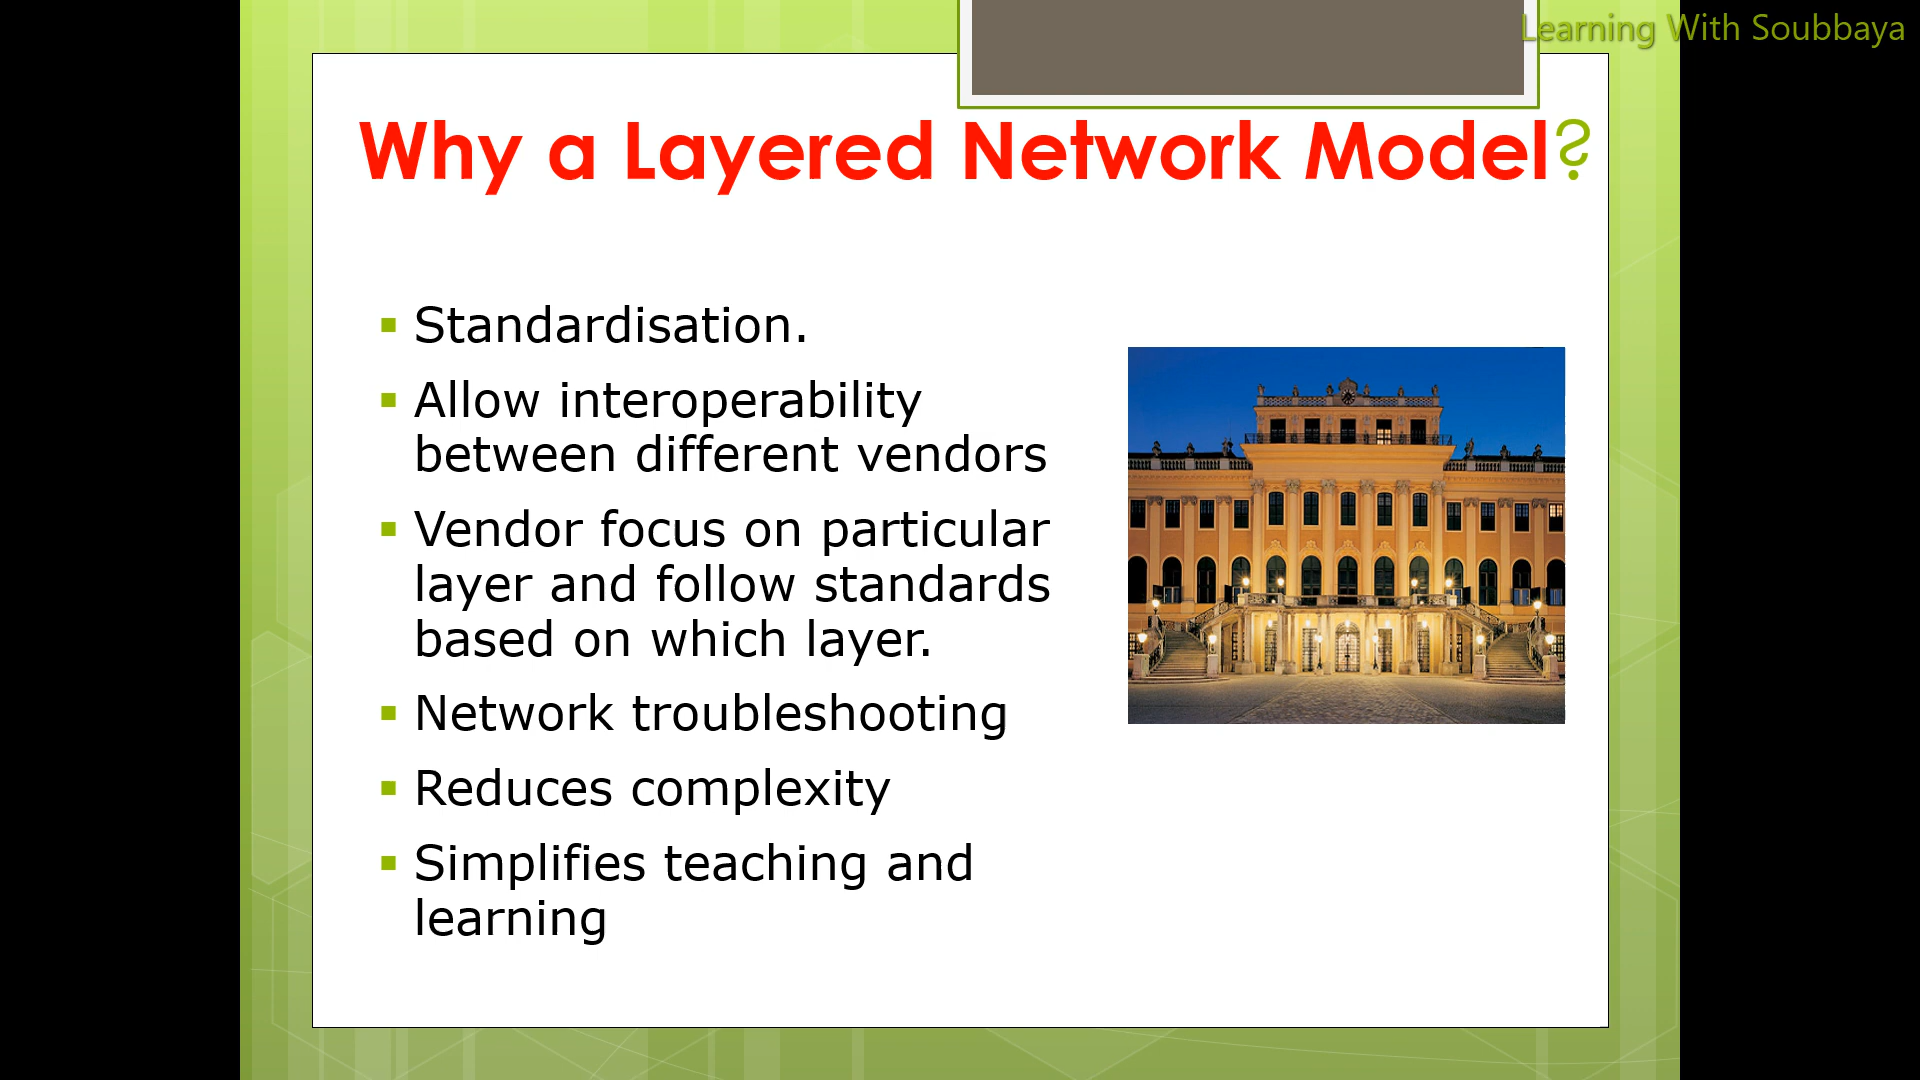 Learning With Soubbaya
Why a Layered Network Model?
Standardisation.
Allow interoperability
between different vendors
Vendor focus on particular
layer and follow standards
based on which layer.
Network troubleshooting
Reduces complexity
Simplifies teaching and
learning